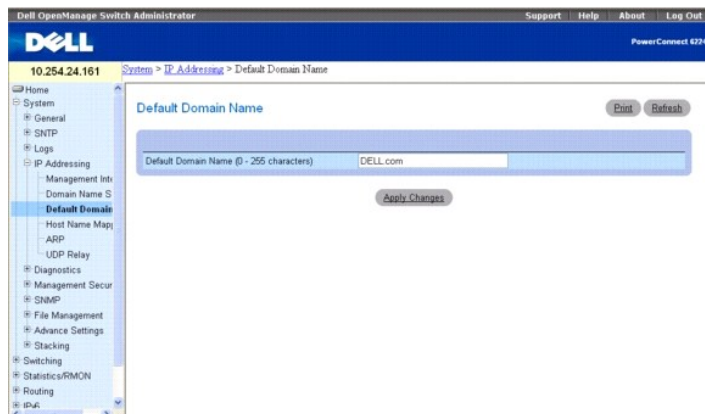 Dell OpenManage Switch Administrator
Support Help About Log Out
DELL
PowerConnect 6224
10.254.24.161
System > IP Addressing > Default Domain Name
Home
System
General
SNTP
Logs
IP Addressing
Management Inte
Domain Name S
Default Domain
Host Name Mapp
ARP
UDP Relay
Diagnostics
Management Secur
SNMP
File Management
Advance Settings
Stacking
Switching
Statistics/RMON
Routing
IPv6
Default Domain Name
Print Refresh
Default Domain Name (0 - 255 characters) DELL.com
Apply Changes